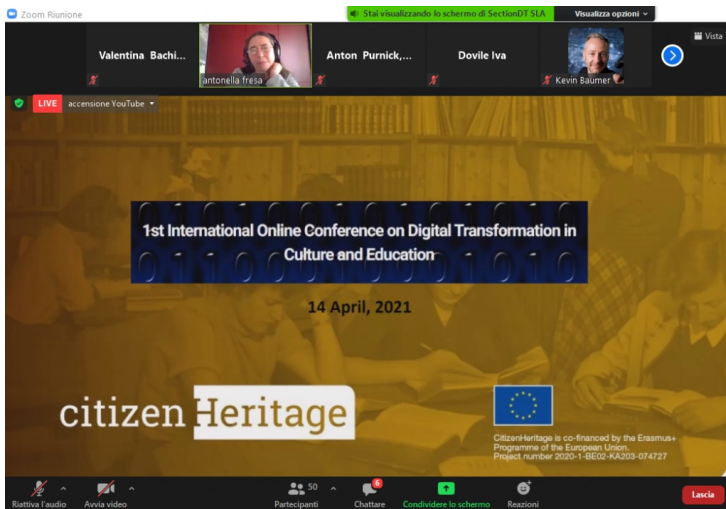 Zoom Riunione
Stai visualizzando lo schermo di SectionDT SLA
Visualizza opzioni
Vista
Valentina Bachi...
antonella fresa
Anton Purnick,...
Dovile Iva
Kevin Baumer
LIVE
accensione YouTube
1st International Online Conference on Digital Transformation in
Culture and Education
14 April, 2021
citizen Heritage
CitizenHeritage is co-financed by the Erasmus+
Programme of the European Union.
Project number 2020-1-BE02-KA203-074727
Riattiva l'audio
Avvia video
50
Partecipanti
6
Chattare
Condividere lo schermo
Reazioni
Lascia